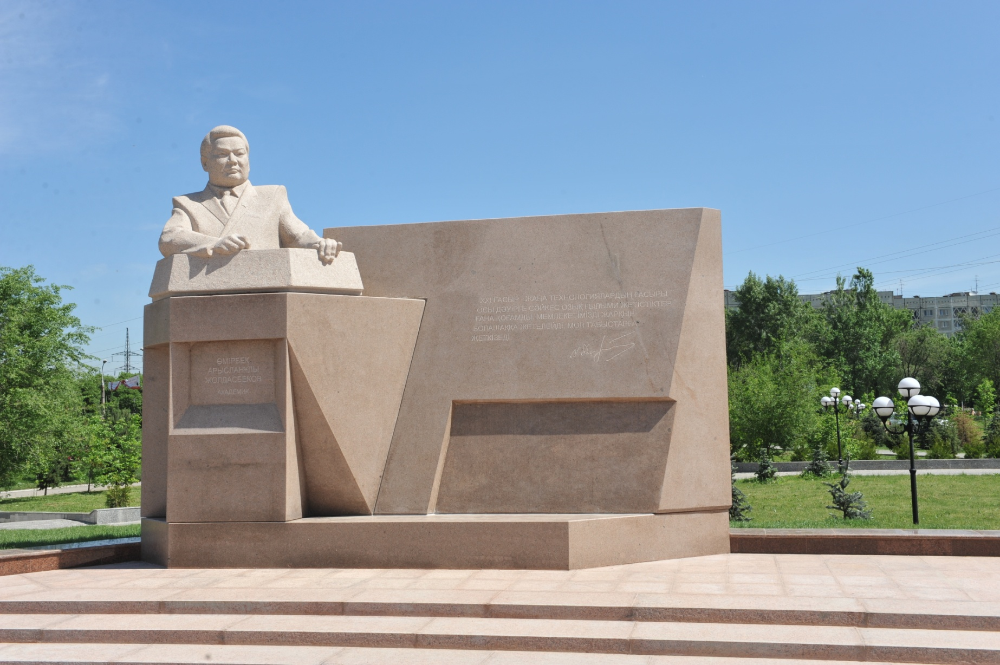 ӨМІРБЕК
АРЫСЛАНҰЛЫ
ЖОЛДАСБЕКОВ
АКАДЕМИК
XXI ҒАСЫР - ЖАҢА ТЕХНОЛОГИЯЛАРДЫҢ ҒАСЫРЫ
ОСЫ ДӘУІРГЕ СӘЙКЕС ОЗЫҚ ҒЫЛЫМИ ЖЕТІСТІКТЕР
ҒАНА ҚОҒАМДЫ, МЕМЛЕКЕТІМІЗДІ ЖАРҚЫН
БОЛАШАҚҚА ЖЕТЕЛЕЙДІ, МОЛ ТАБЫСТАРҒА
ЖЕТКІЗЕДІ